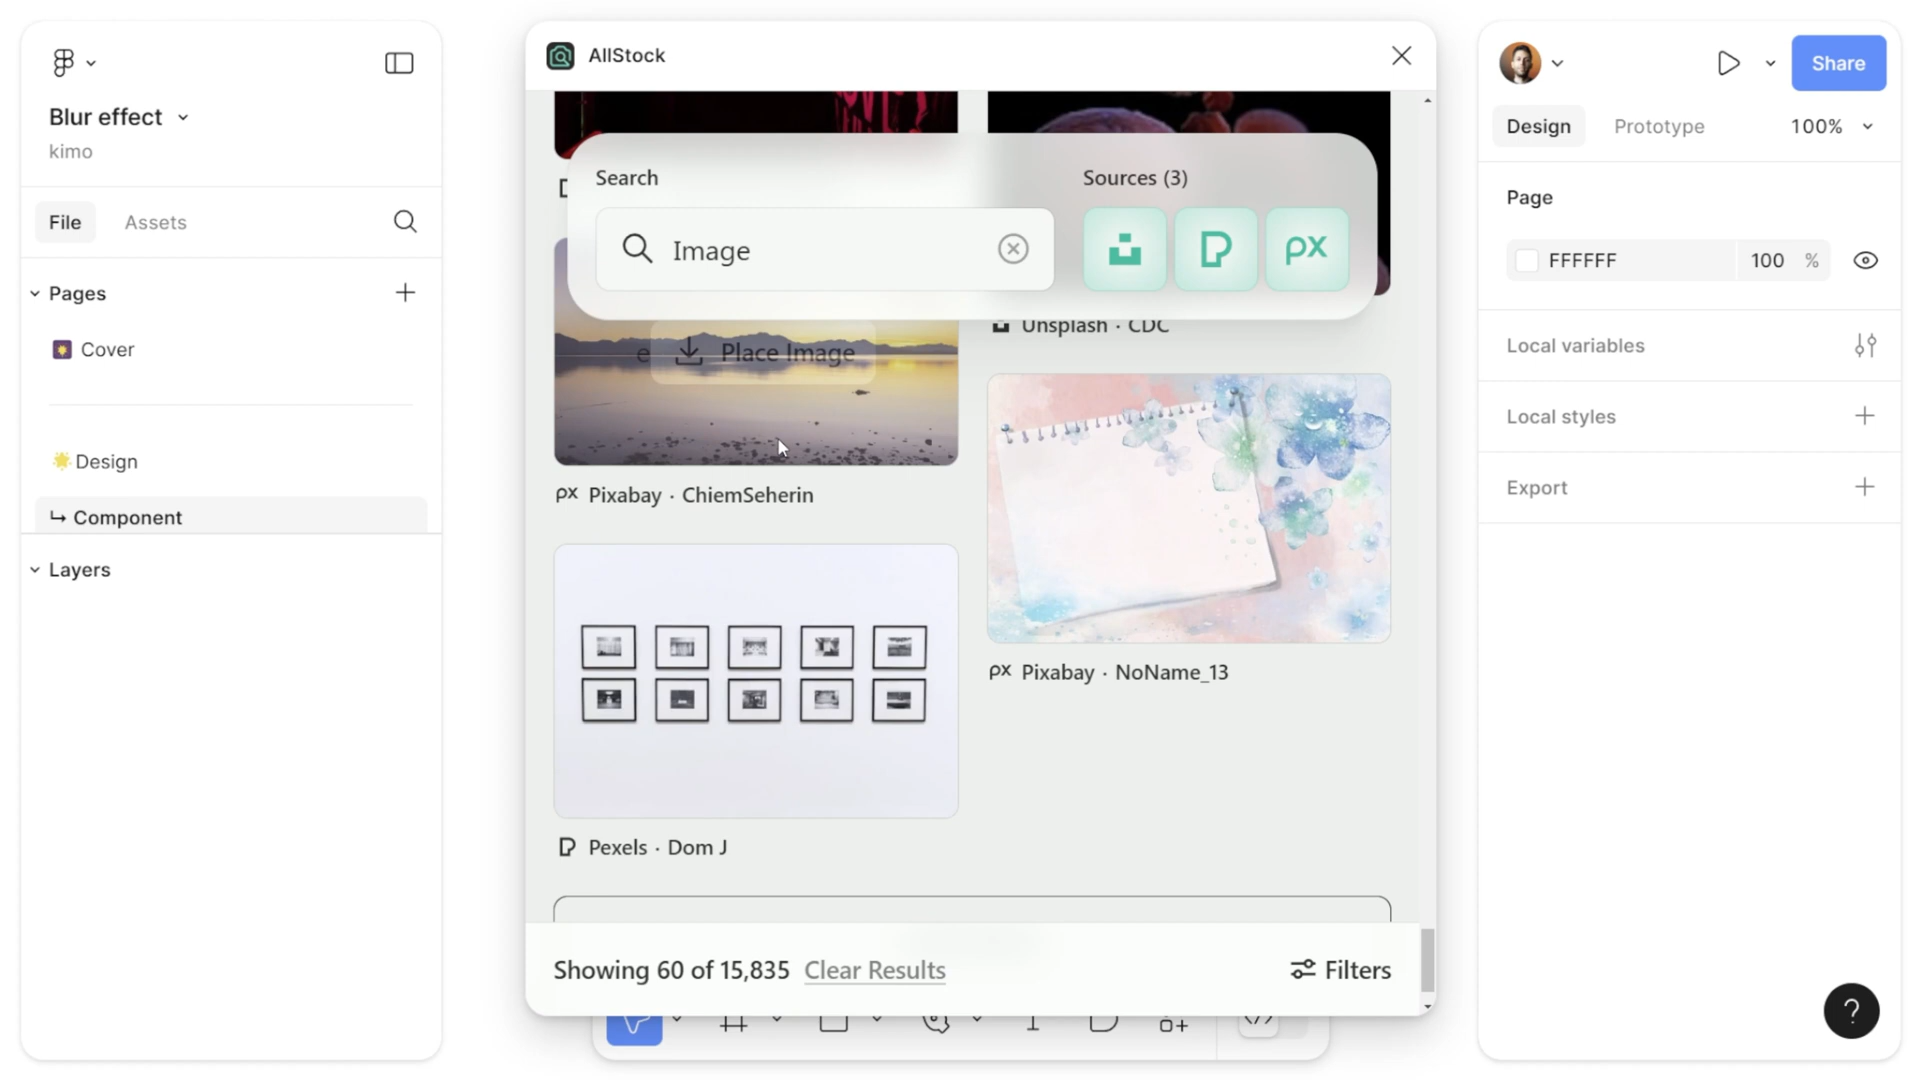 Blur effect
kimo
File
Assets
Pages
Cover
Design
Component
Layers
AllStock
Search
Image
Sources (3)
Unsplash · CDC
Place Image
Pixabay · ChiemSeherin
Pixabay · NoName_13
Pexels · Dom J
Showing 60 of 15,835 Clear Results
Filters
Share
Design
Prototype
100%
Page
FFFFFF
100 %
Local variables
Local styles
Export
?